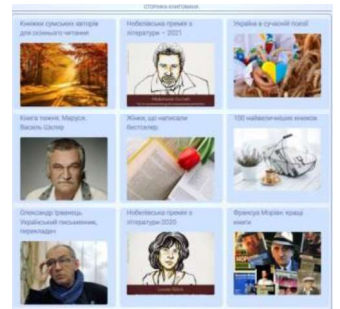 СТОРІНКА КНИГОМАНА
Книжки сумських авторів
для осіннього читання
Нобелівська премія з
літератури – 2021
Україна в сучасній поезії
Книга тижня. Маруся.
Василь Шкляр
Жінки, що написали
бестселер
100 найвеличніших книжок
Олександр Ірванець.
Український письменник,
перекладач
Нобелівська премія з
літератури-2020
Франсуа Моріак: кращі
книги